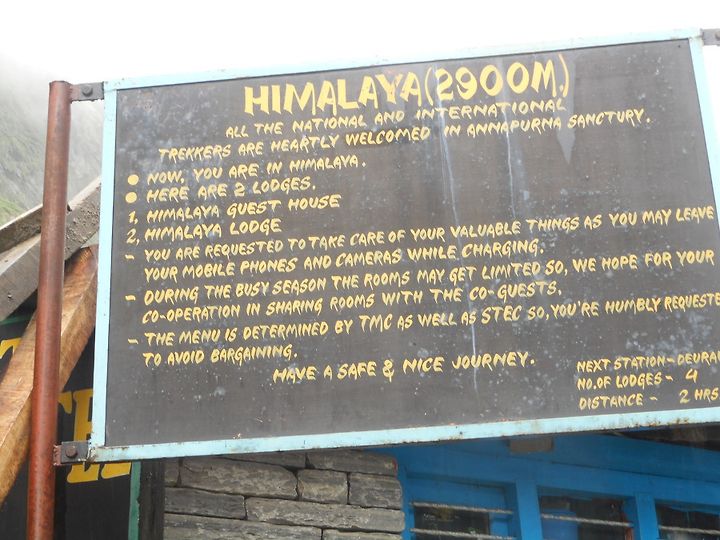 HIMALAYA (2900M.)
ALL THE NATIONAL AND INTERNATIONAL
TREKKERS ARE HEARTLY WELCOMED IN ANNAPURNA SANCTURY.
● NOW, YOU ARE IN HIMALAYA.
● HERE ARE 2 LODGES.
1, HIMALAYA GUEST HOUSE
2, HIMALAYA LODGE
- YOU ARE REQUESTED TO TAKE CARE OF YOUR VALUABLE THINGS AS YOU MAY LEAVE
YOUR MOBILE PHONES AND CAMERAS WHILE CHARGING.
- DURING THE BUSY SEASON THE ROOMS MAY GET LIMITED SO, WE HOPE FOR YOUR
CO-OPERATION IN SHARING ROOMS WITH THE CO-GUESTS.
- THE MENU IS DETERMINED BY TMC AS WELL AS STEC SO, YOU'RE HUMBLY REQUESTE
TO AVOID BARGAINING.
HAVE A SAFE & NICE JOURNEY.
NEXT STATION - DEURA
NO. OF LODGES - 4
DISTANCE - 2 HRS